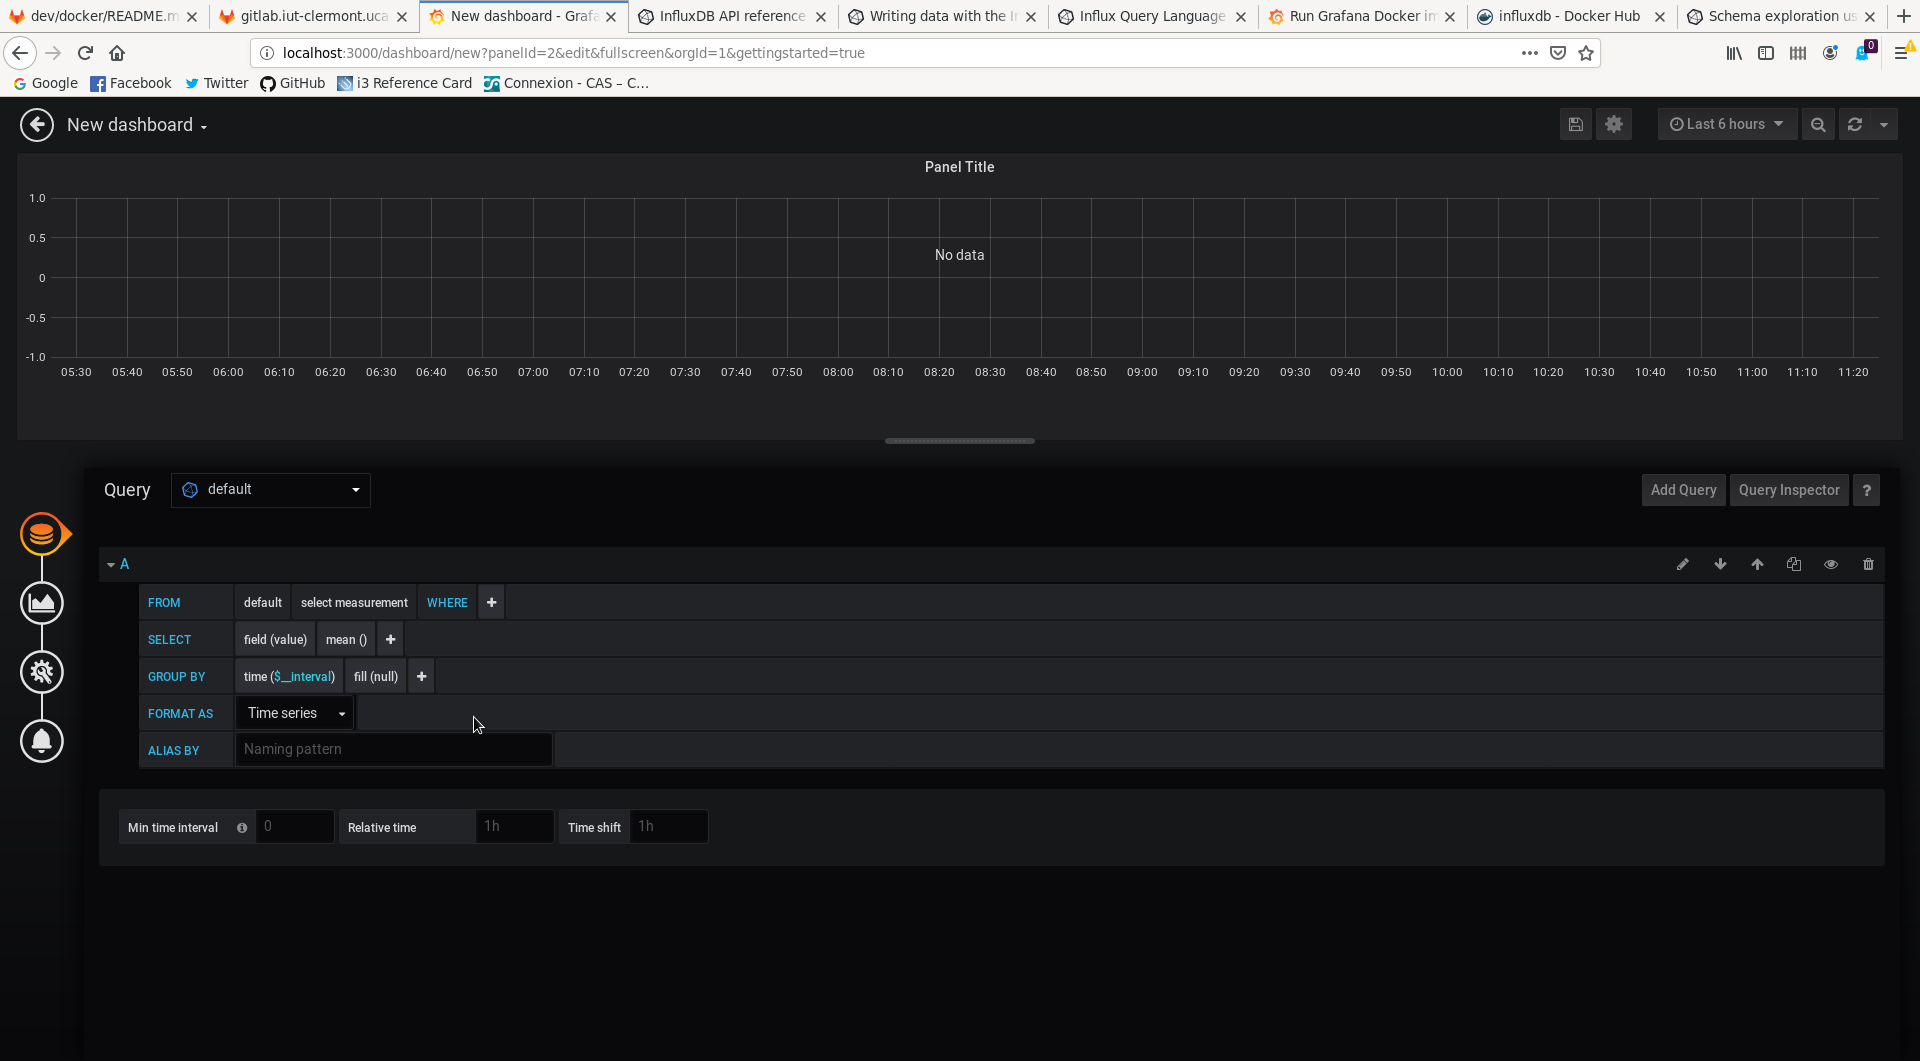 dev/docker/README.m
gitlab.iut-clermont.uca
New dashboard - Grafa
InfluxDB API reference
Writing data with the I
Influx Query Language
Run Grafana Docker im
influxdb - Docker Hub
Schema exploration us
localhost:3000/dashboard/new?panelId=2&edit&fullscreen&orgId=1&gettingstarted=true
0
Google Facebook Twitter GitHub i3 Reference Card Connexion - CAS – C…
New dashboard
Last 6 hours
Panel Title
1.0
0.5
0
-0.5
-1.0
No data
05:30 05:40 05:50 06:00 06:10 06:20 06:30 06:40 06:50 07:00 07:10 07:20 07:30 07:40 07:50 08:00 08:10 08:20 08:30 08:40 08:50 09:00 09:10 09:20 09:30 09:40 09:50 10:00 10:10 10:20 10:30 10:40 10:50 11:00 11:10 11:20
Query default Add Query Query Inspector ?
A
FROM default select measurement WHERE +
SELECT field (value) mean () +
GROUP BY time ($__interval) fill (null) +
FORMAT AS Time series
ALIAS BY Naming pattern
Min time interval 0 Relative time 1h Time shift 1h